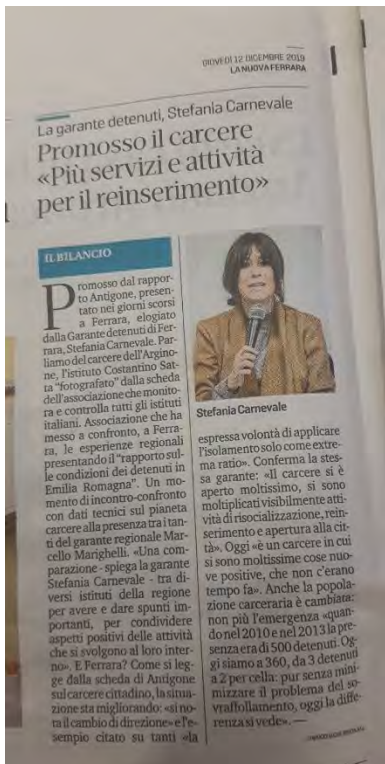 GIOVEDÌ 12 DICEMBRE 2019
LA NUOVA FERRARA
La garante detenuti, Stefania Carnevale
Promosso il carcere
«Più servizi e attività
per il reinserimento»
IL BILANCIO
Promosso dal rappor-
to Antigone, presen-
tato nei giorni scorsi
a Ferrara, elogiato
dalla Garante detenuti di Fer-
rara, Stefania Carnevale. Par-
liamo del carcere dell'Argino-
ne, l'istituto Costantino Sat-
ta "fotografato" dalla scheda
dell'associazione che monito-
ra e controlla tutti gli istituti
italiani. Associazione che ha
messo a confronto, a Ferra-
ra, le esperienze regionali
presentando il "rapporto sul-
le condizioni dei detenuti in
Emilia Romagna". Un mo-
mento di incontro-confronto
con dati tecnici sul pianeta
carcere alla presenza tra i tan-
ti del garante regionale Mar-
cello Marighelli. «Una com-
parazione - spiega la garante
Stefania Carnevale - tra di-
versi istituti della regione
per avere e dare spunti im-
portanti, per condividere
aspetti positivi delle attività
che si svolgono al loro inter-
no». E Ferrara? Come si leg-
ge dalla scheda di Antigone
sul carcere cittadino, la situa-
zione sta migliorando: «si no-
ta il cambio di direzione» e l'e-
sempio citato su tanti «la
Stefania Carnevale
espressa volontà di applicare
l'isolamento solo come extre-
ma ratio». Conferma la stes-
sa garante: «Il carcere si è
aperto moltissimo, si sono
moltiplicati visibilmente atti-
vità di risocializzazione, rein-
serimento e apertura alla cit-
tà». Oggi «è un carcere in cui
si sono moltissime cose nuo-
ve positive, che non c'erano
tempo fa». Anche la popola-
zione carceraria è cambiata:
non più l'emergenza «quan-
do nel 2010 e nel 2013 la pre-
senza era di 500 detenuti. Og-
gi siamo a 360, da 3 detenuti
a 2 per cella: pur senza mini-
mizzare il problema del so-
vraffollamento, oggi la diffe-
renza si vede». —